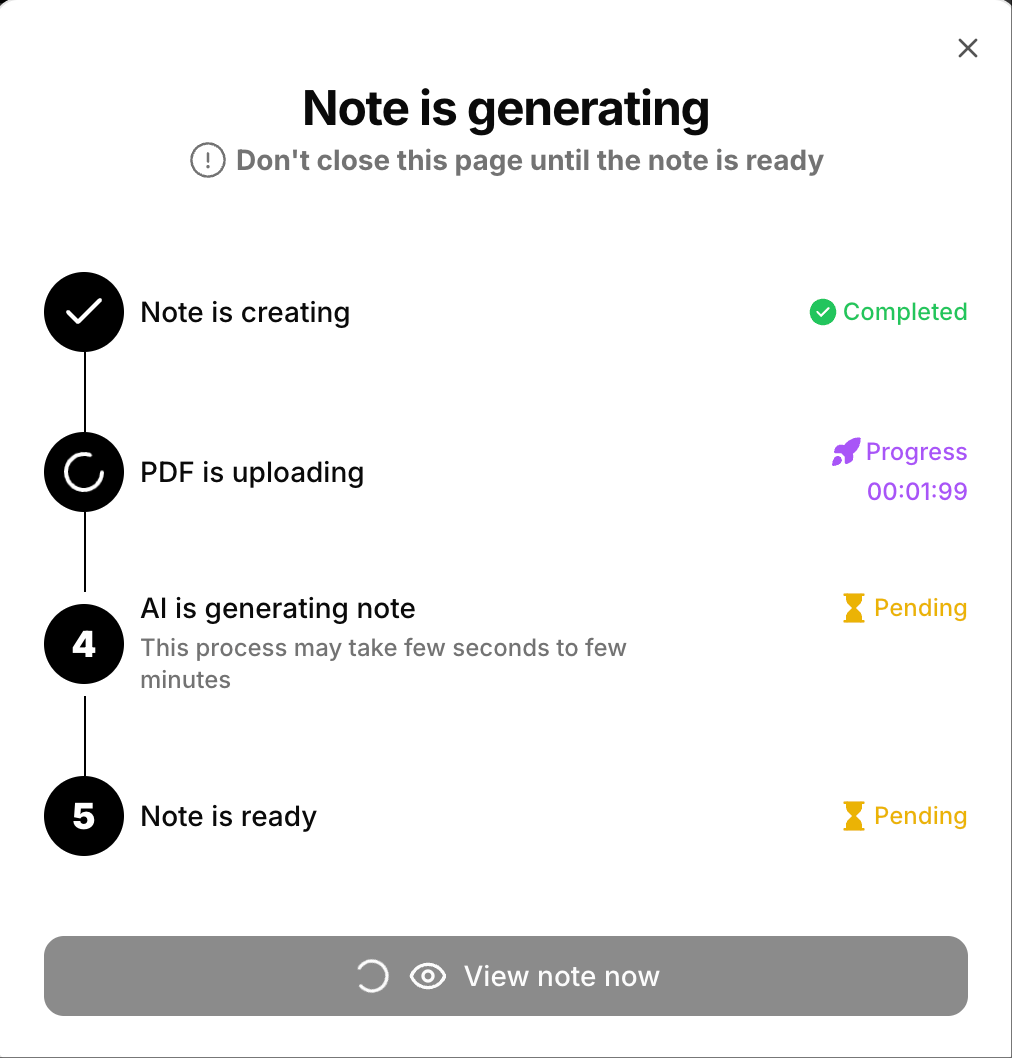 Note is generating
Don't close this page until the note is ready
Note is creating
Completed
PDF is uploading
Progress
00:01:99
4
AI is generating note
This process may take few seconds to few
minutes
Pending
5
Note is ready
Pending
View note now